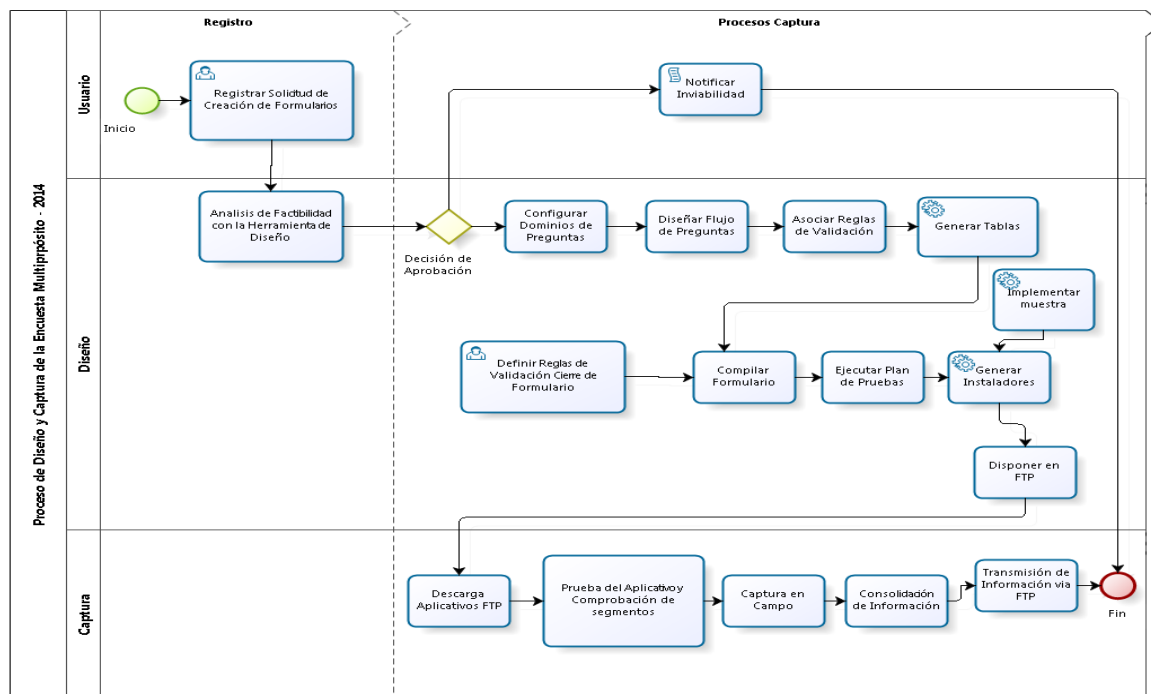 Registro
Procesos Captura
Proceso de Diseño y Captura de la Encuesta Multiprpósito - 2014
Usuario
Inicio
Registrar Solicitud de
Creación de Formularios
Notificar
Inviabilidad
Diseño
Analisis de Factibilidad
con la Herramienta de
Diseño
Decisión de
Aprobación
Configurar
Dominios de
Preguntas
Diseñar Flujo
de Preguntas
Asociar Reglas
de Validación
Generar Tablas
Implementar
muestra
Definir Reglas de
Validación Cierre de
Formulario
Compilar
Formulario
Ejecutar Plan
de Pruebas
Generar
Instaladores
Disponer en
FTP
Captura
Descarga
Aplicativos FTP
Prueba del Aplicativo y
Comprobación de
segmentos
Captura en
Campo
Consolidación
de Información
Transmisión de
Información via
FTP
Fin